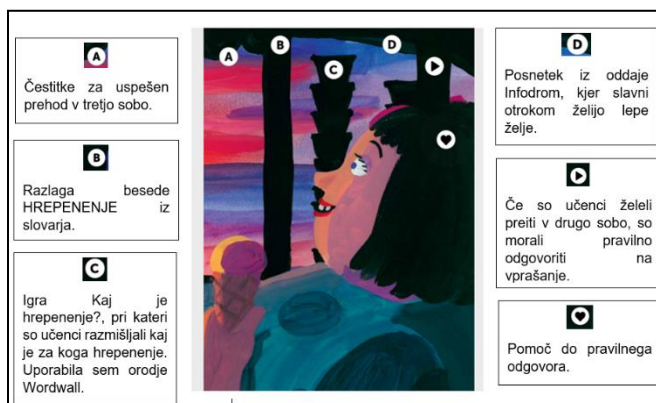 A
Čestitke za uspešen
prehod v tretjo sobo.
B
Razlaga besede
HREPENENJE iz
slovarja.
C
Igra Kaj je
hrepenenje?, pri kateri
so učenci razmišljali kaj
je za koga hrepenenje.
Uporabila sem orodje
Wordwall.
A
B
C
D
D
Posnetek iz oddaje
Infodrom, kjer slavni
otrokom želijo lepe
želje.
Če so učenci želeli
preiti v drugo sobo, so
morali pravilno
odgovoriti na
vprašanje.
Pomoč do pravilnega
odgovora.